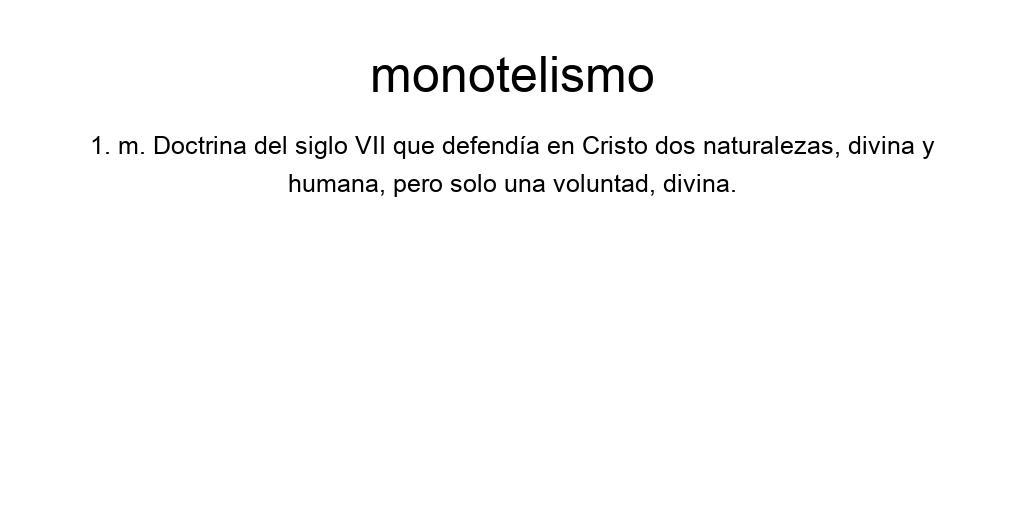 monotelismo
1. m. Doctrina del siglo VII que defendía en Cristo dos naturalezas, divina y
humana, pero solo una voluntad, divina.